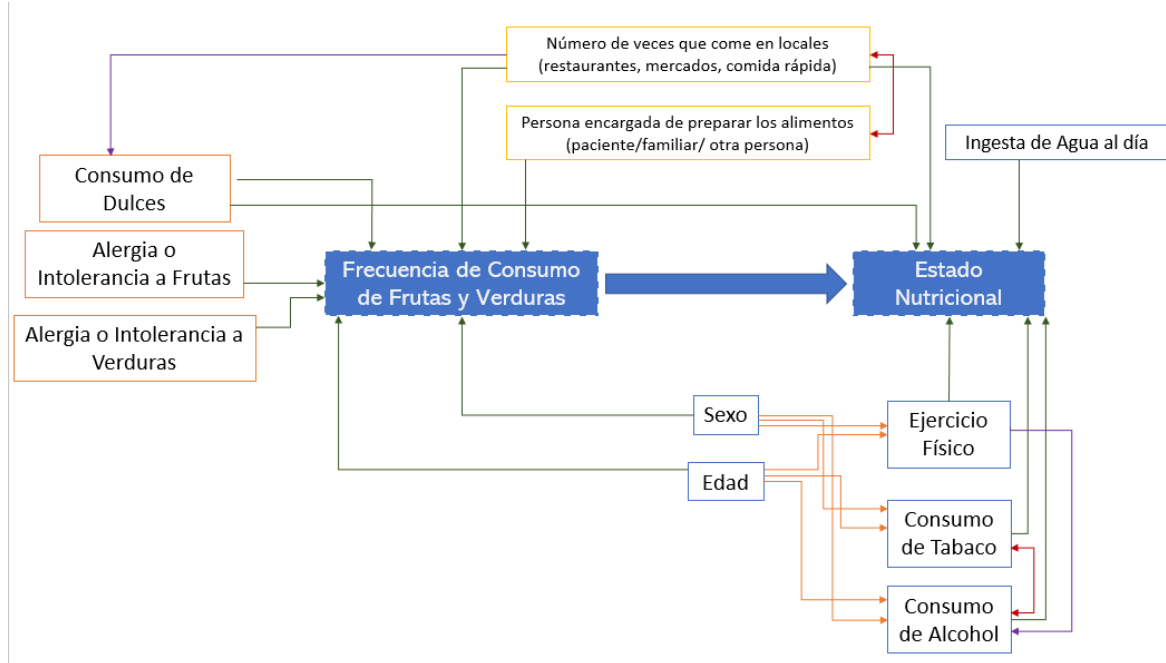 Número de veces que come en locales
(restaurantes, mercados, comida rápida)
Persona encargada de preparar los alimentos
(paciente/familiar/ otra persona)
Ingesta de Agua al día
Consumo de
Dulces
Alergia o
Intolerancia a Frutas
Alergia o Intolerancia a
Verduras
Frecuencia de Consumo
de Frutas y Verduras
Estado
Nutricional
Sexo
Edad
Ejercicio
Físico
Consumo
de Tabaco
Consumo
de Alcohol